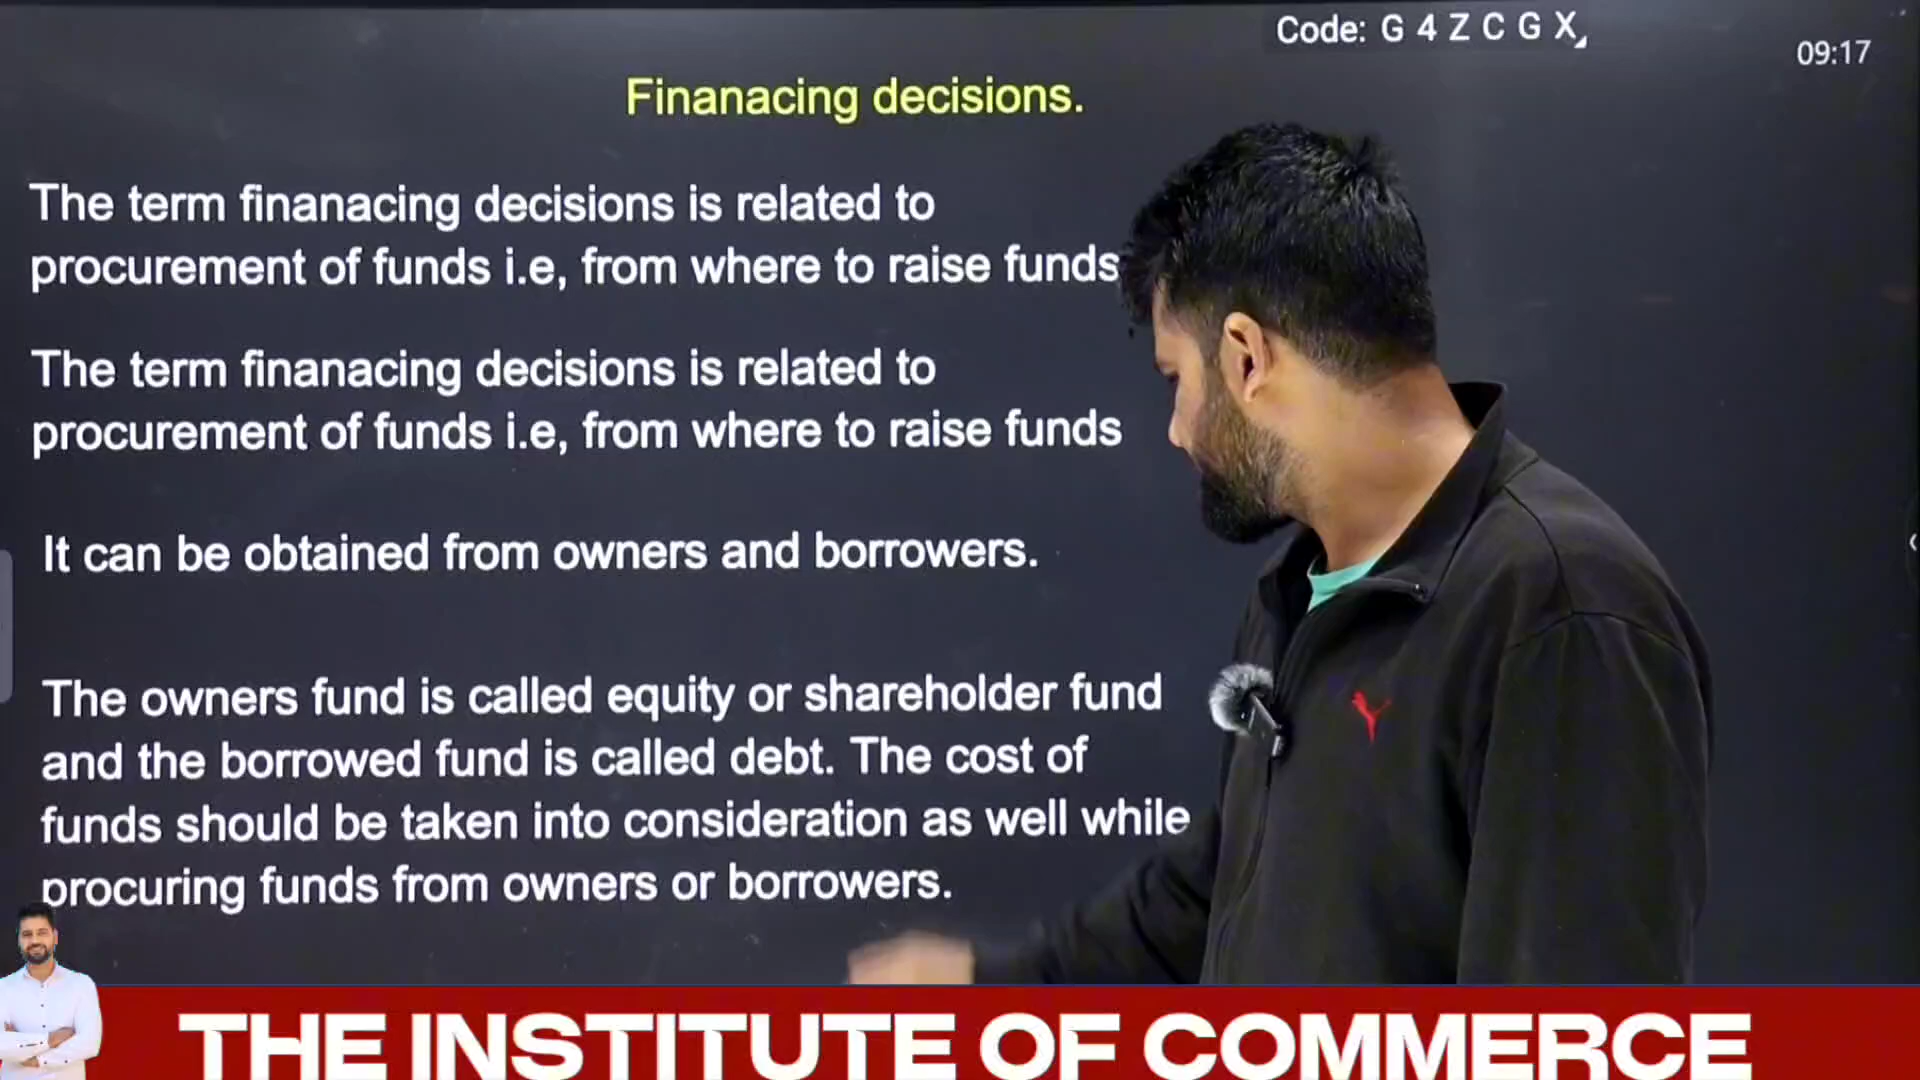 Code: G 4 Z C G X
09:17
Finanacing decisions.
The term finanacing decisions is related to
procurement of funds i.e, from where to raise funds
The term finanacing decisions is related to
procurement of funds i.e, from where to raise funds
It can be obtained from owners and borrowers.
The owners fund is called equity or shareholder fund
and the borrowed fund is called debt. The cost of
funds should be taken into consideration as well while
procuring funds from owners or borrowers.
THE INSTITUTE OF COMMERCE